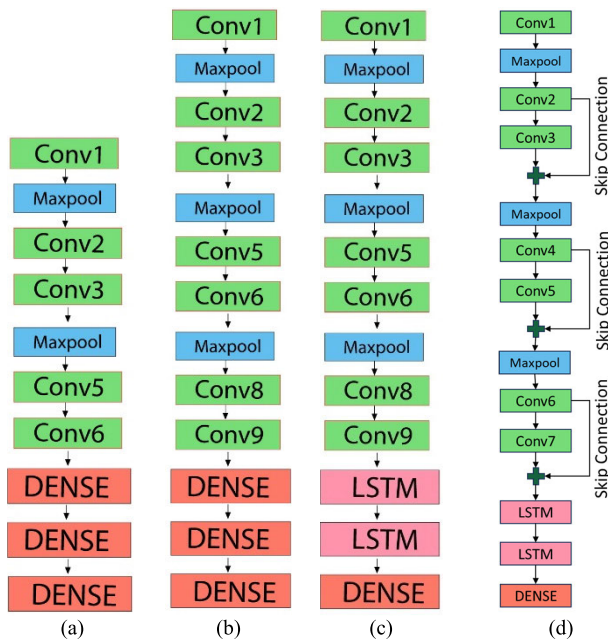 Conv1
Maxpool
Conv2
Conv3
Maxpool
Conv5
Conv6
DENSE
DENSE
DENSE
(a)
Conv1
Maxpool
Conv2
Conv3
Maxpool
Conv5
Conv6
Maxpool
Conv8
Conv9
DENSE
DENSE
DENSE
(b)
Conv1
Maxpool
Conv2
Conv3
Maxpool
Conv5
Conv6
Maxpool
Conv8
Conv9
LSTM
LSTM
DENSE
(c)
Conv1
Maxpool
Conv2
Conv3
Skip Connection
Maxpool
Conv4
Conv5
Skip Connection
Maxpool
Conv6
Conv7
Skip Connection
LSTM
LSTM
DENSE
(d)